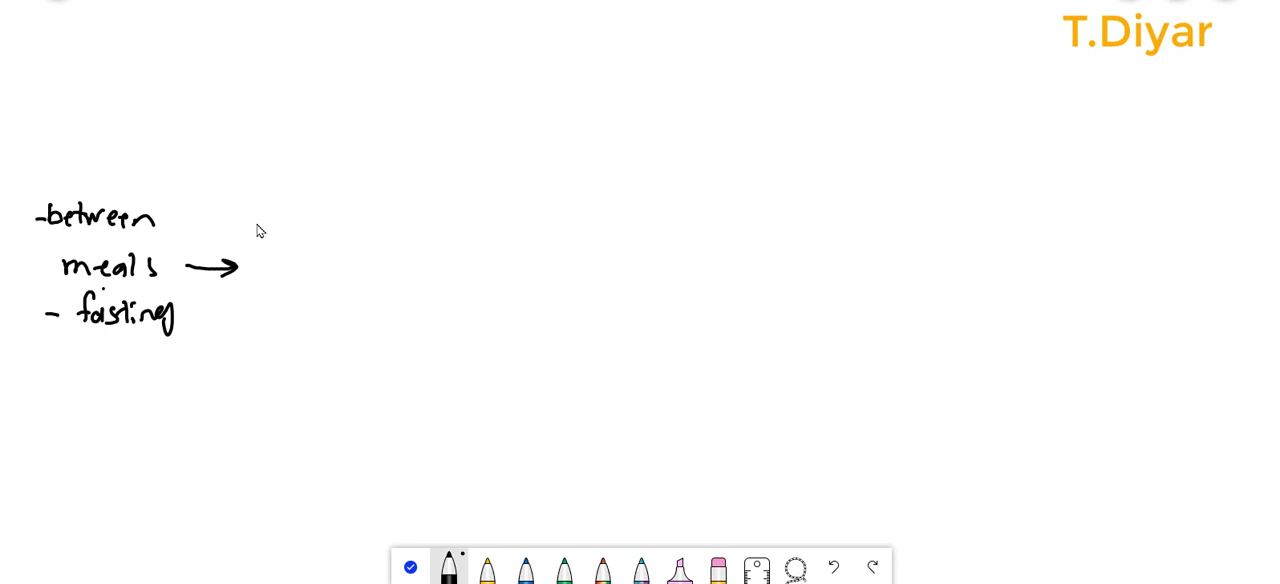 T.Diyar
-between
meals →
- fasting